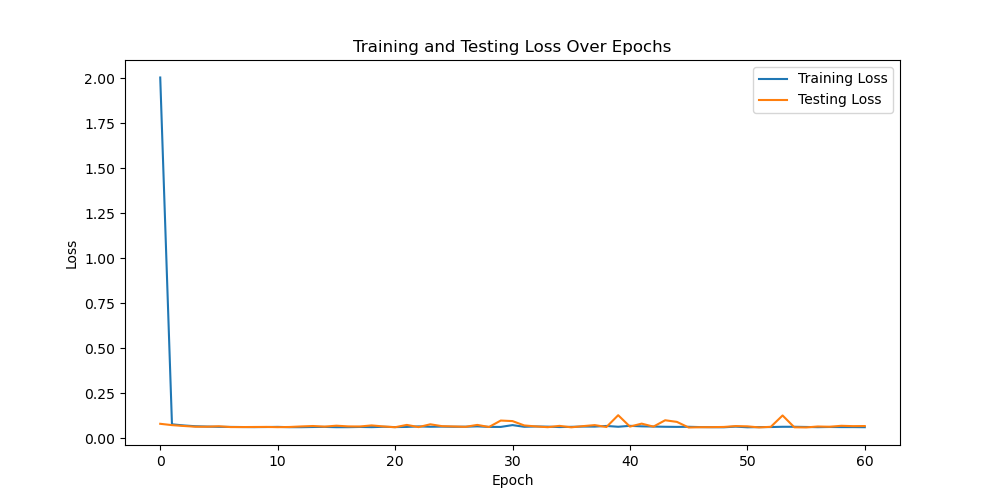 Training and Testing Loss Over Epochs
Training Loss
Testing Loss
Loss
2.00
1.75
1.50
1.25
1.00
0.75
0.50
0.25
0.00
0 10 20 30 40 50 60
Epoch